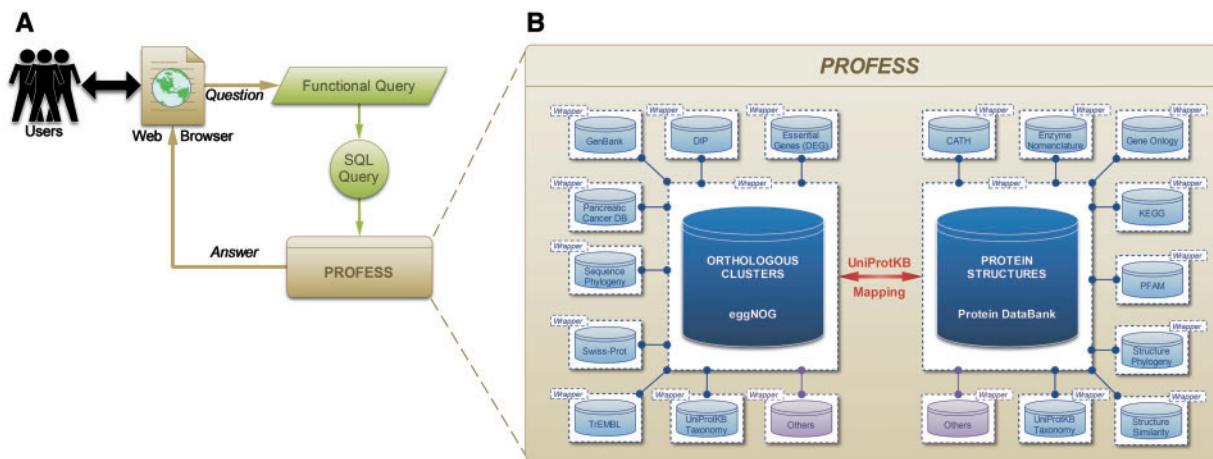 A
B
Users
Web Browser
Question
Functional Query
SQL
Query
Answer
PROFESS
PROFESS
Wrapper
GenBank
Wrapper
DIP
Wrapper
Essential
Genes (DEG)
Wrapper
CATH
Wrapper
Enzyme
Nomenclature
Wrapper
Gene Onlogy
Wrapper
Pancreatic
Cancer DB
Wrapper
Sequence
Phylogeny
Wrapper
Swiss-Prot
Wrapper
TrEMBL
Wrapper
UniProtKB
Taxonomy
Wrapper
Others
Wrapper
ORTHOLOGOUS
CLUSTERS
eggNOG
UniProtKB
Mapping
Wrapper
PROTEIN
STRUCTURES
Protein DataBank
Wrapper
KEGG
Wrapper
PFAM
Wrapper
Structure
Phylogeny
Wrapper
Others
Wrapper
UniProtKB
Taxonomy
Wrapper
Structure
Similarity